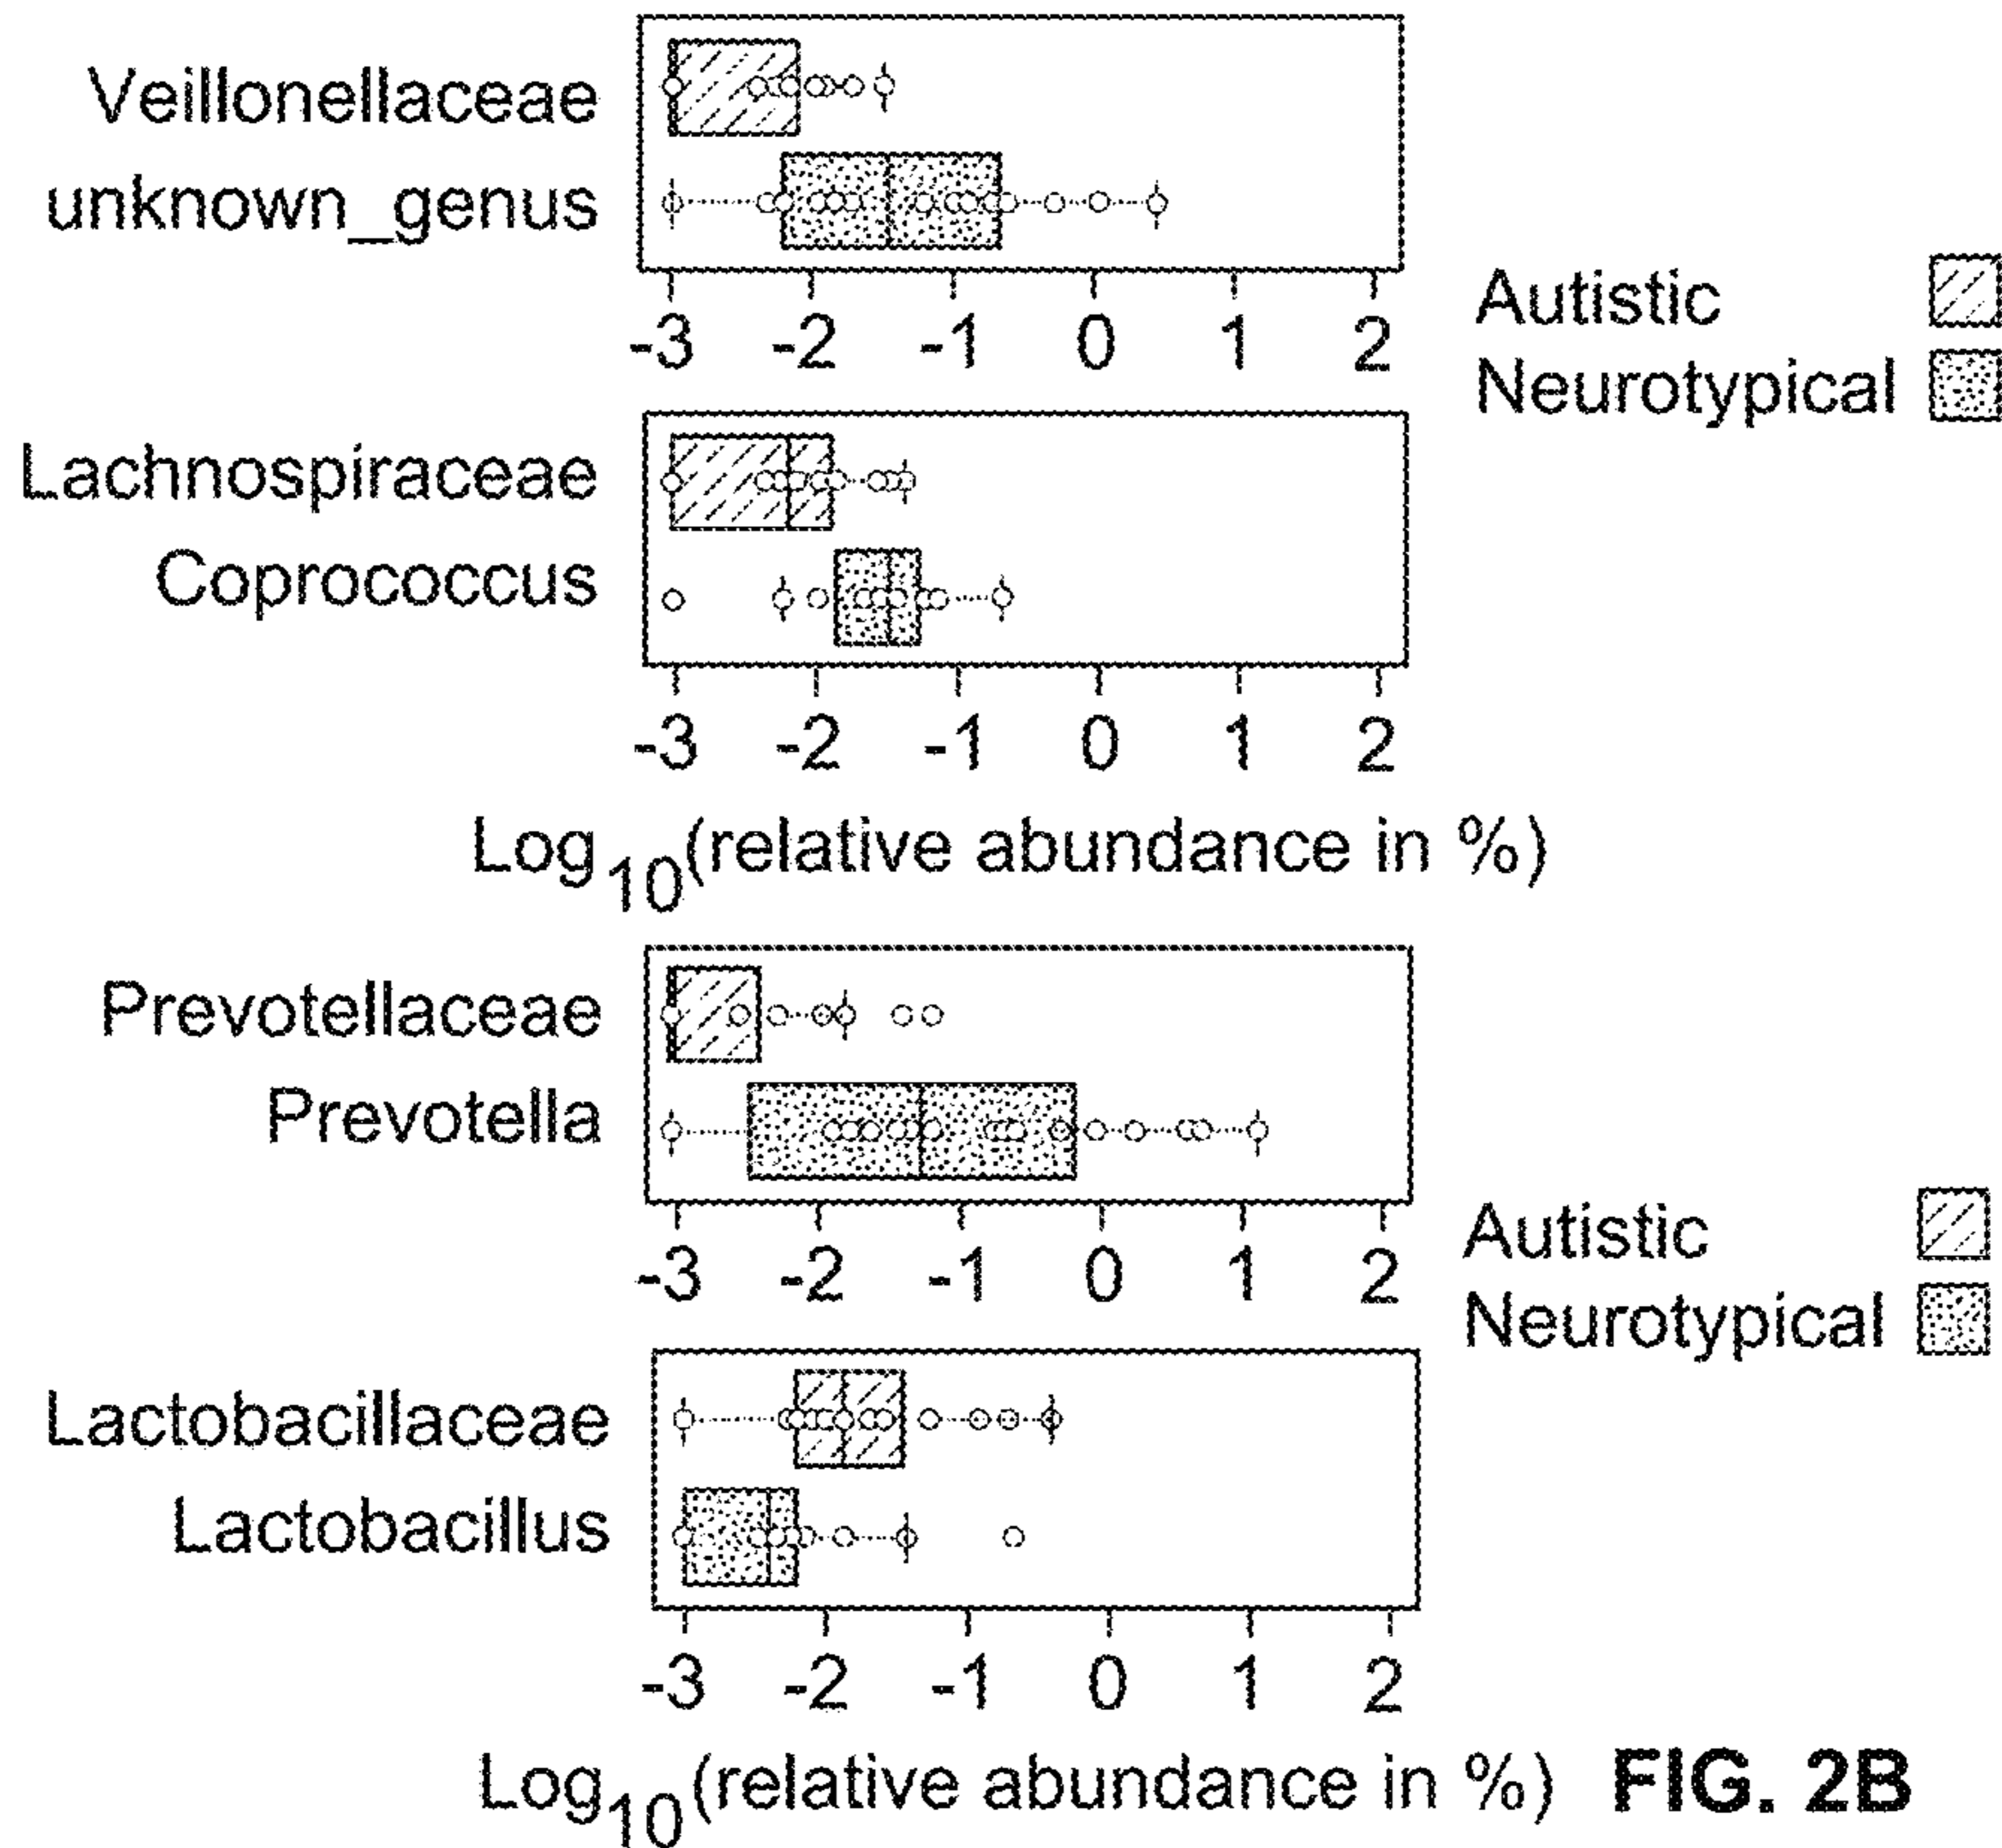 Veillonellaceae
unknown_genus
-3 -2 -1 0 1 2
Autistic
Neurotypical
Lachnospiraceae
Coprococcus
-3 -2 -1 0 1 2
Log10(relative abundance in %)
Prevotellaceae
Prevotella
-3 -2 -1 0 1 2
Autistic
Neurotypical
Lactobacillaceae
Lactobacillus
-3 -2 -1 0 1 2
Log10(relative abundance in %) FIG. 2B